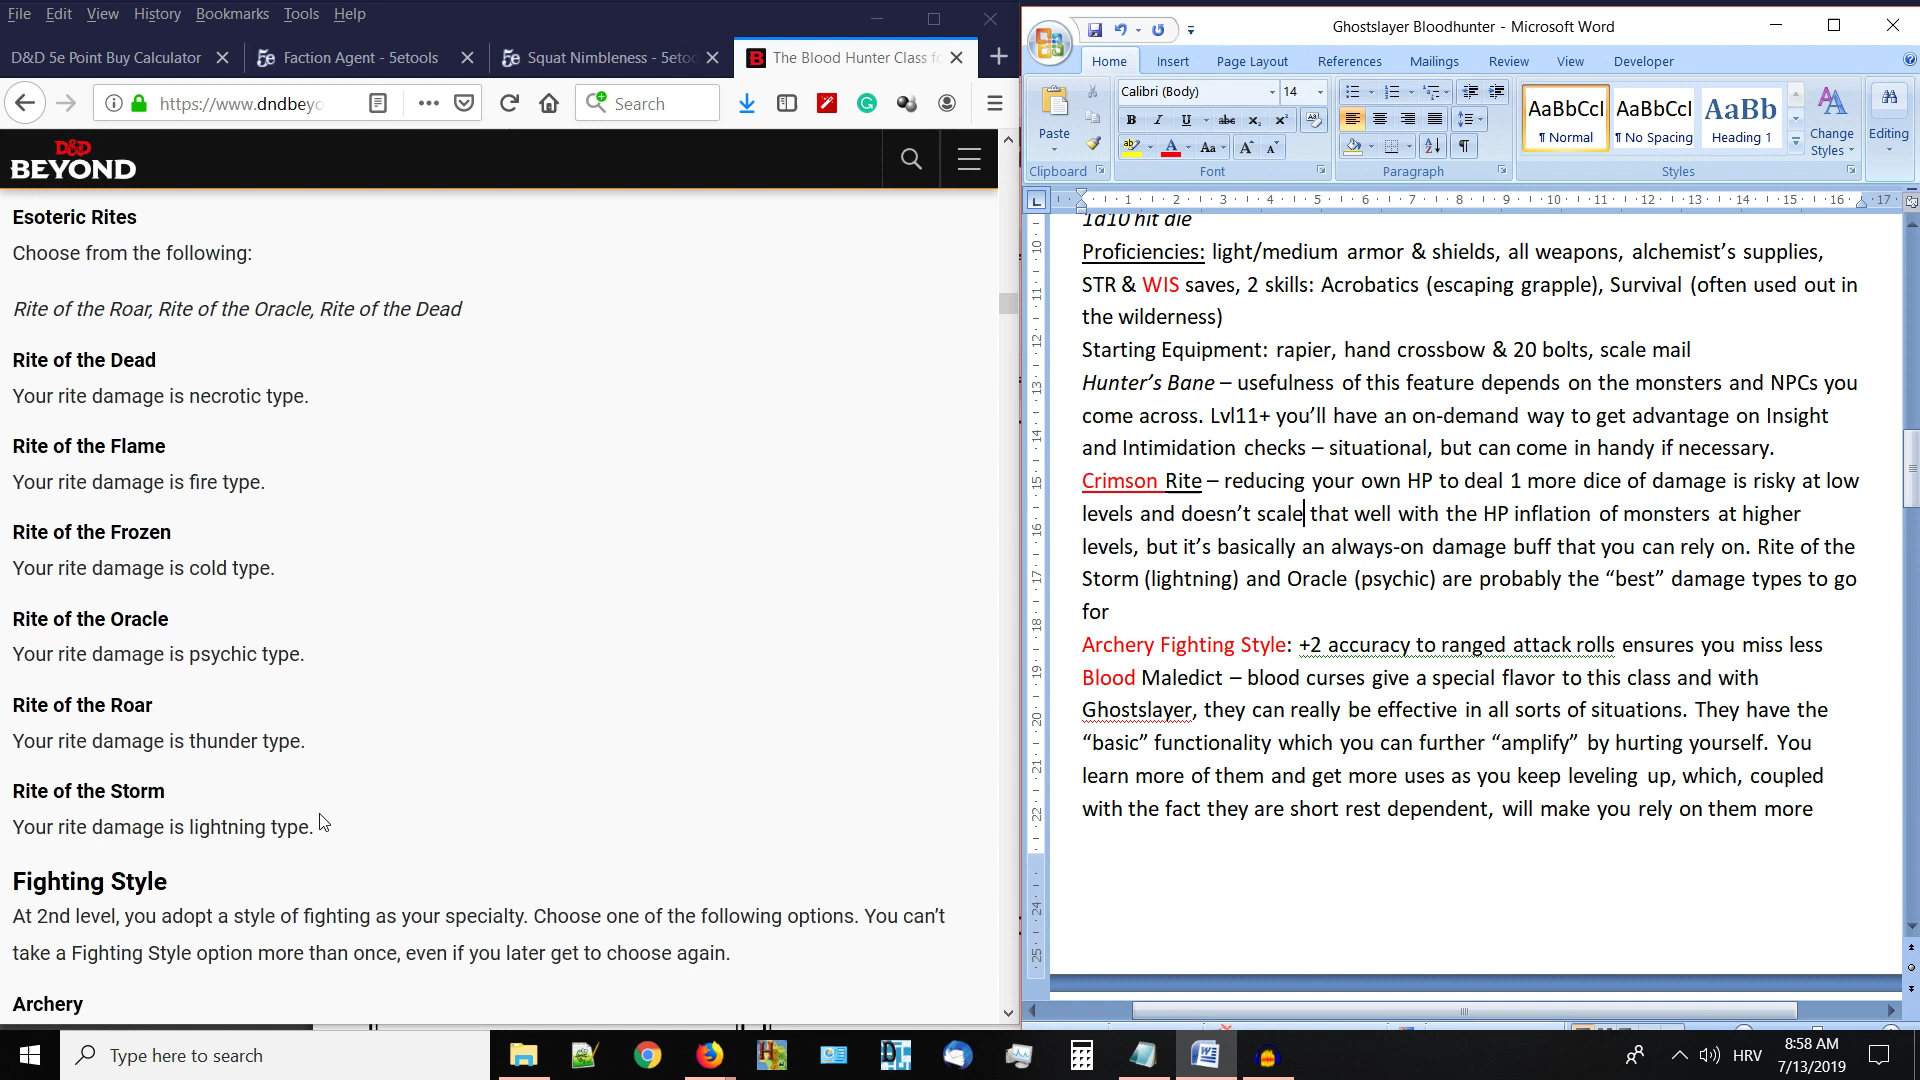 File Edit View History Bookmarks Tools Help
D&D 5e Point Buy Calculator
Faction Agent - 5etools
Squat Nimbleness - 5etoo
The Blood Hunter Class fo
https://www.dndbeyo
Search
D&D
BEYOND
Esoteric Rites
Choose from the following:
Rite of the Roar, Rite of the Oracle, Rite of the Dead
Rite of the Dead
Your rite damage is necrotic type.
Rite of the Flame
Your rite damage is fire type.
Rite of the Frozen
Your rite damage is cold type.
Rite of the Oracle
Your rite damage is psychic type.
Rite of the Roar
Your rite damage is thunder type.
Rite of the Storm
Your rite damage is lightning type.
Fighting Style
At 2nd level, you adopt a style of fighting as your specialty. Choose one of the following options. You can't
take a Fighting Style option more than once, even if you later get to choose again.
Archery
Ghostslayer Bloodhunter - Microsoft Word
Home Insert Page Layout References Mailings Review View Developer
Paste
Clipboard
Calibri (Body) 14
Font
Paragraph
AaBbCcI AaBbCcI AaBb
¶ Normal ¶ No Spacing Heading 1
Change Styles
Styles
Editing
1 2 3 4 5 6 7 8 9 10 11 12 13 14 15 16 17
1d10 hit die
Proficiencies: light/medium armor & shields, all weapons, alchemist's supplies,
STR & WIS saves, 2 skills: Acrobatics (escaping grapple), Survival (often used out in
the wilderness)
Starting Equipment: rapier, hand crossbow & 20 bolts, scale mail
Hunter's Bane – usefulness of this feature depends on the monsters and NPCs you
come across. Lvl11+ you'll have an on-demand way to get advantage on Insight
and Intimidation checks – situational, but can come in handy if necessary.
Crimson Rite – reducing your own HP to deal 1 more dice of damage is risky at low
levels and doesn't scale that well with the HP inflation of monsters at higher
levels, but it's basically an always-on damage buff that you can rely on. Rite of the
Storm (lightning) and Oracle (psychic) are probably the "best" damage types to go
for
Archery Fighting Style: +2 accuracy to ranged attack rolls ensures you miss less
Blood Maledict – blood curses give a special flavor to this class and with
Ghostslayer, they can really be effective in all sorts of situations. They have the
"basic" functionality which you can further "amplify" by hurting yourself. You
learn more of them and get more uses as you keep leveling up, which, coupled
with the fact they are short rest dependent, will make you rely on them more
Type here to search
HRV
8:58 AM
7/13/2019